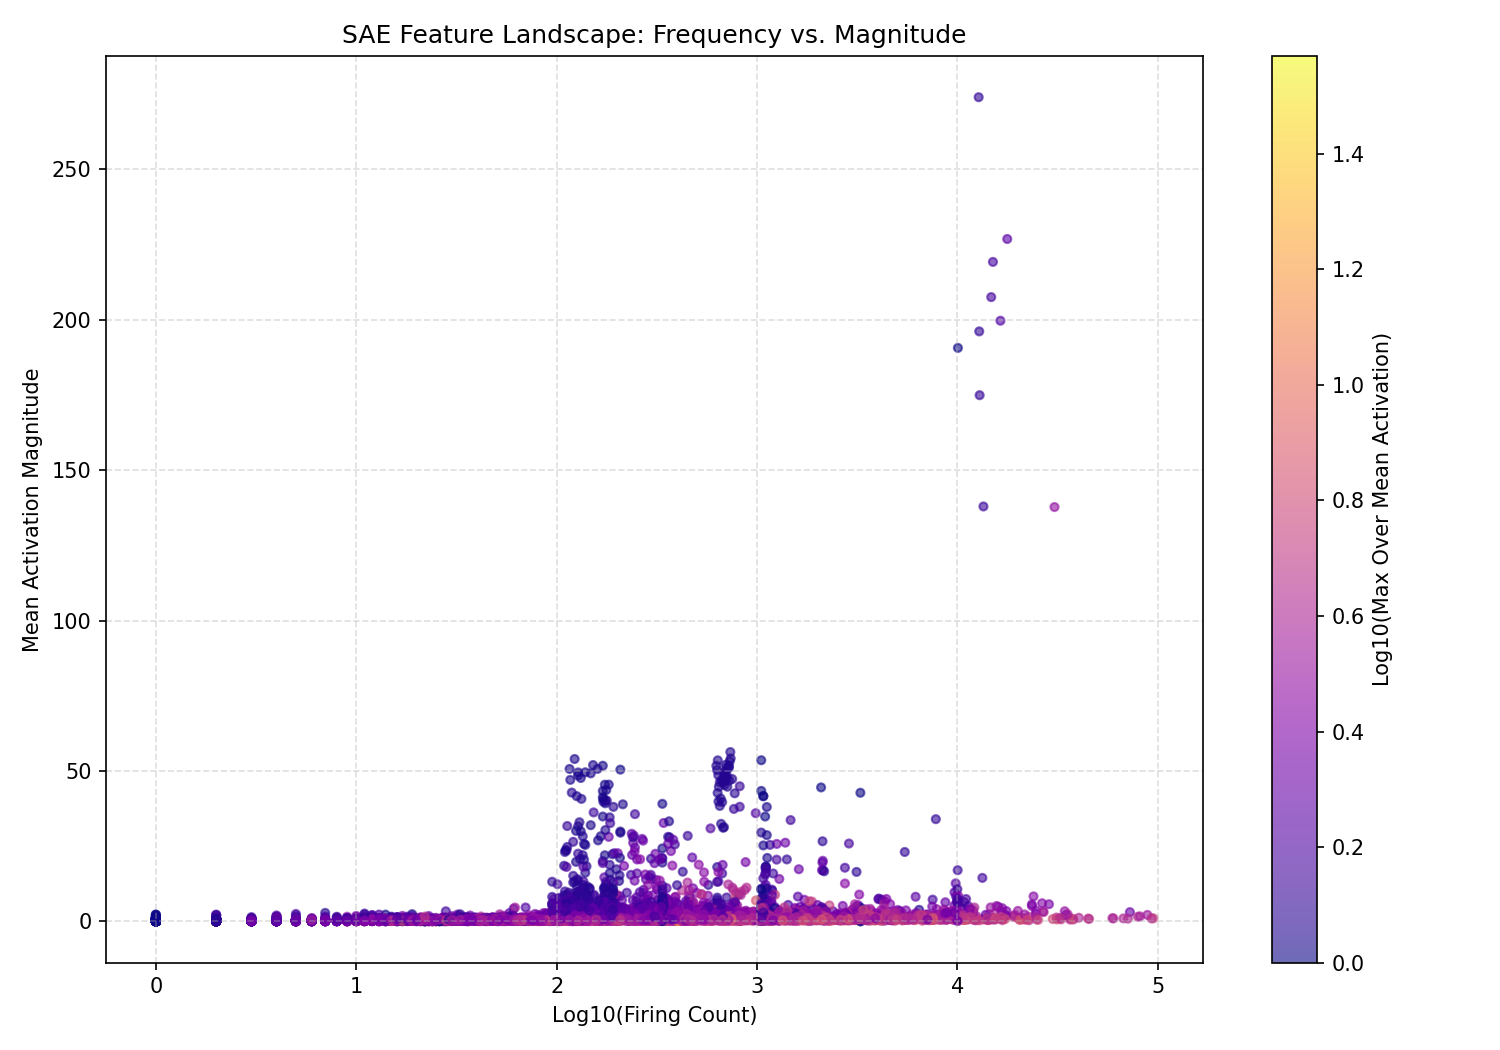 SAE Feature Landscape: Frequency vs. Magnitude
Mean Activation Magnitude
250
200
150
100
50
0
0 1 2 3 4 5
Log10(Firing Count)
1.4
1.2
1.0
0.8
0.6
0.4
0.2
0.0
Log10(Max Over Mean Activation)